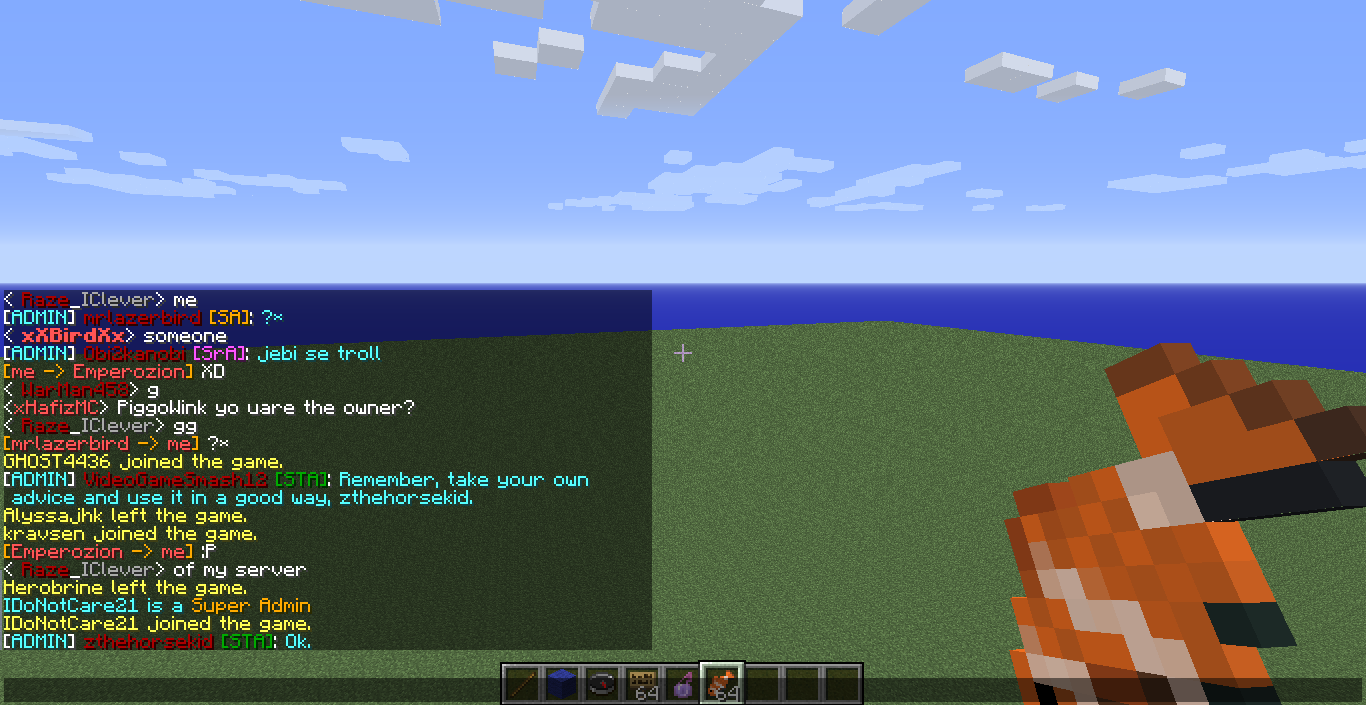 < Raze_IClever> me
[ADMIN] mrlazerbird [SA]: ?*
< xXBirdXx> someone
[ADMIN] Obi2kanobi [SrA]: jebi se troll
[me -> Emperozion] XD
< WarMan458> g
<xHafizMC> PiggoWink yo uare the owner?
< Raze_IClever> gg
[mrlazerbird -> me] ?*
GHOST4436 joined the game.
[ADMIN] VideoGameSmash12 [STA]: Remember, take your own
advice and use it in a good way, zthehorsekid.
Alyssajhk left the game.
kravsen joined the game.
[Emperozion -> me] :P
< Raze_IClever> of my server
Herobrine left the game.
IDoNotCare21 is a Super Admin
IDoNotCare21 joined the game.
[ADMIN] zthehorsekid [STA]: Ok.
64
64